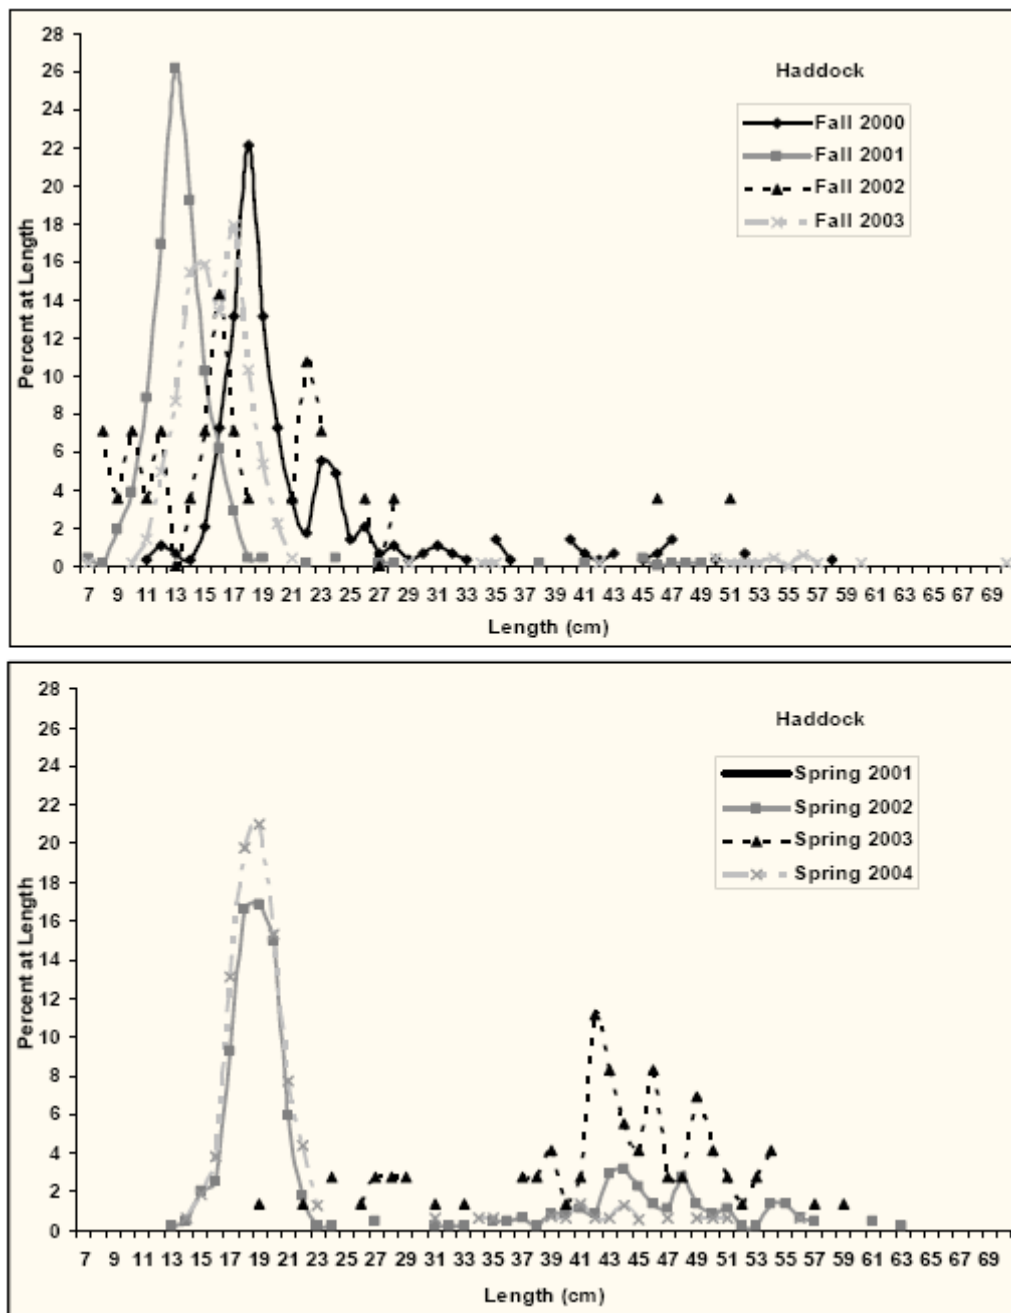 28
26
24
22
20
18
16
14
12
10
8
6
4
2
0
Percent at Length
Haddock
Fall 2000
Fall 2001
Fall 2002
Fall 2003
7 9 11 13 15 17 19 21 23 25 27 29 31 33 35 37 39 41 43 45 47 49 51 53 55 57 59 61 63 65 67 69
Length (cm)
28
26
24
22
20
18
16
14
12
10
8
6
4
2
0
Percent at Length
Haddock
Spring 2001
Spring 2002
Spring 2003
Spring 2004
7 9 11 13 15 17 19 21 23 25 27 29 31 33 35 37 39 41 43 45 47 49 51 53 55 57 59 61 63 65 67 69
Length (cm)